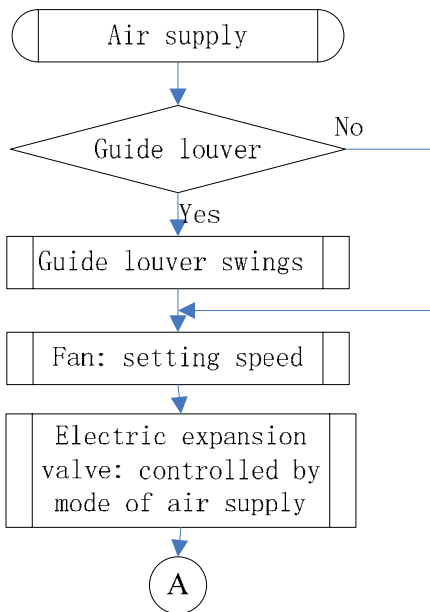 Air supply
Guide louver
No
Yes
Guide louver swings
Fan: setting speed
Electric expansion
valve: controlled by
mode of air supply
A